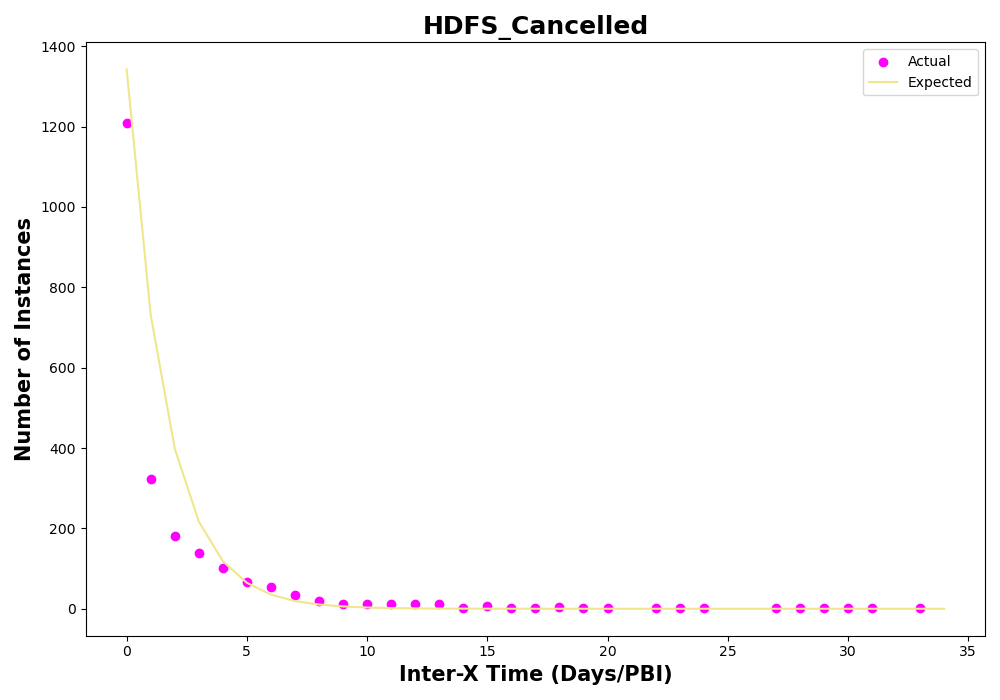 HDFS_Cancelled
Actual
Expected
Number of Instances
1400
1200
1000
800
600
400
200
0
0 5 10 15 20 25 30 35
Inter-X Time (Days/PBI)